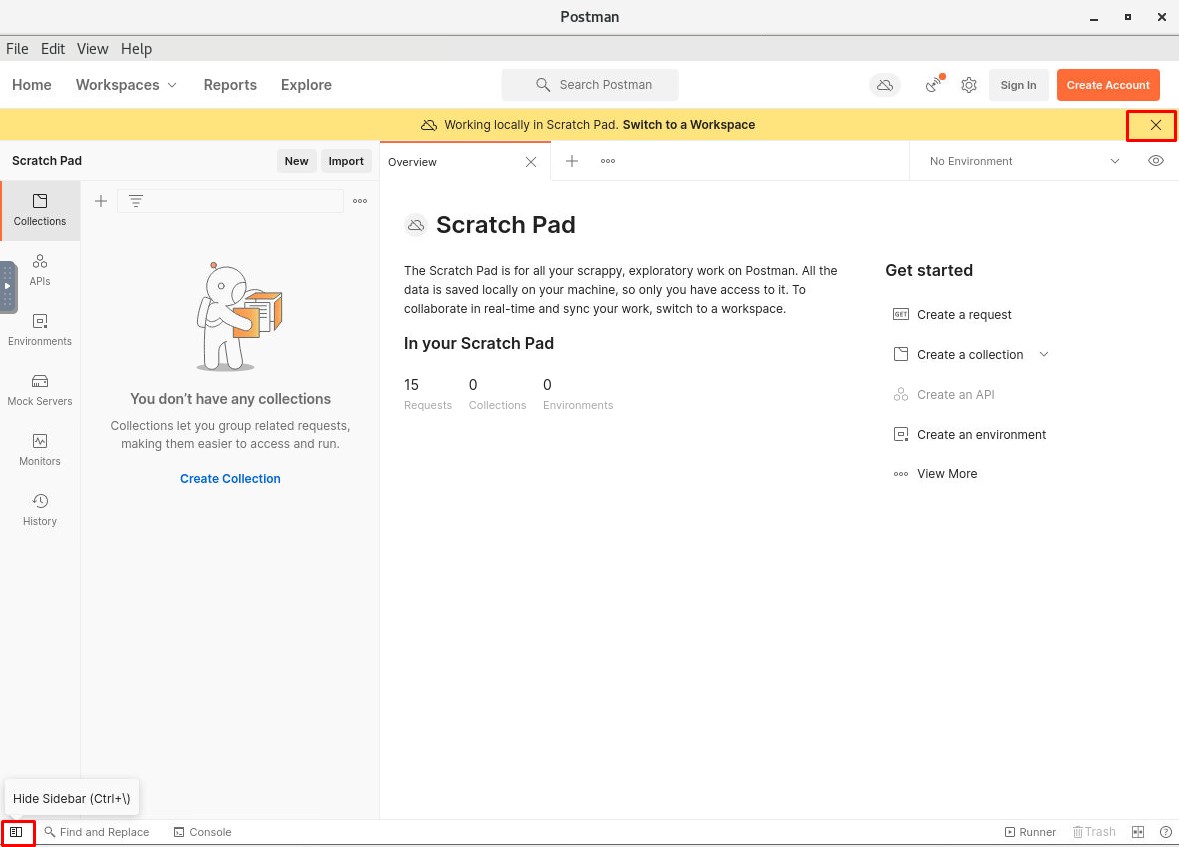 Postman
File Edit View Help
Home Workspaces Reports Explore Search Postman Sign In Create Account
Working locally in Scratch Pad. Switch to a Workspace
Scratch Pad New Import Overview No Environment
Collections
APIs
Environments
Mock Servers
Monitors
History
You don't have any collections
Collections let you group related requests,
making them easier to access and run.
Create Collection
Scratch Pad
The Scratch Pad is for all your scrappy, exploratory work on Postman. All the
data is saved locally on your machine, so only you have access to it. To
collaborate in real-time and sync your work, switch to a workspace.
In your Scratch Pad
15 0 0
Requests Collections Environments
Get started
GET Create a request
Create a collection
Create an API
Create an environment
View More
Hide Sidebar (Ctrl+\)
Find and Replace Console Runner Trash